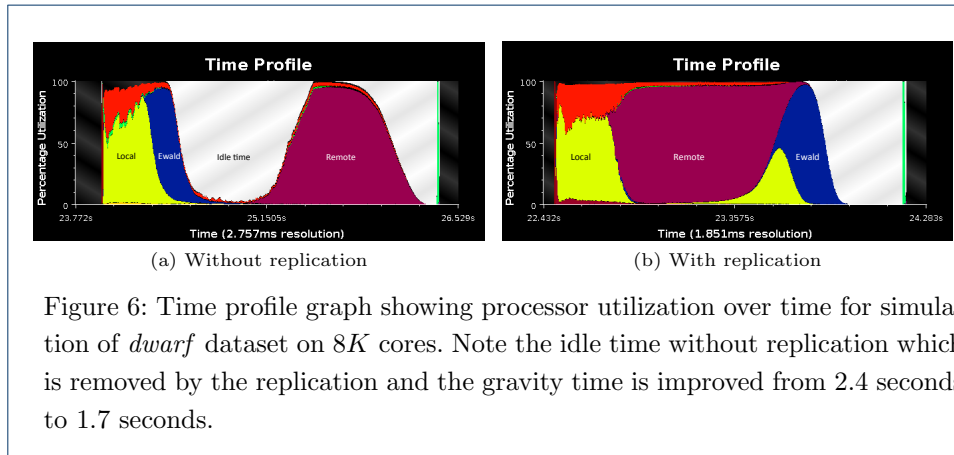 Time Profile
Percentage Utilization
100
50
0
Local
Ewald
Idle time
Remote
23.772s
25.1505s
26.529s
Time (2.757ms resolution)
(a) Without replication
Time Profile
Percentage Utilization
100
50
0
Local
Remote
Ewald
22.432s
23.3575s
24.283s
Time (1.851ms resolution)
(b) With replication
Figure 6: Time profile graph showing processor utilization over time for simula-
tion of dwarf dataset on 8K cores. Note the idle time without replication which
is removed by the replication and the gravity time is improved from 2.4 seconds
to 1.7 seconds.